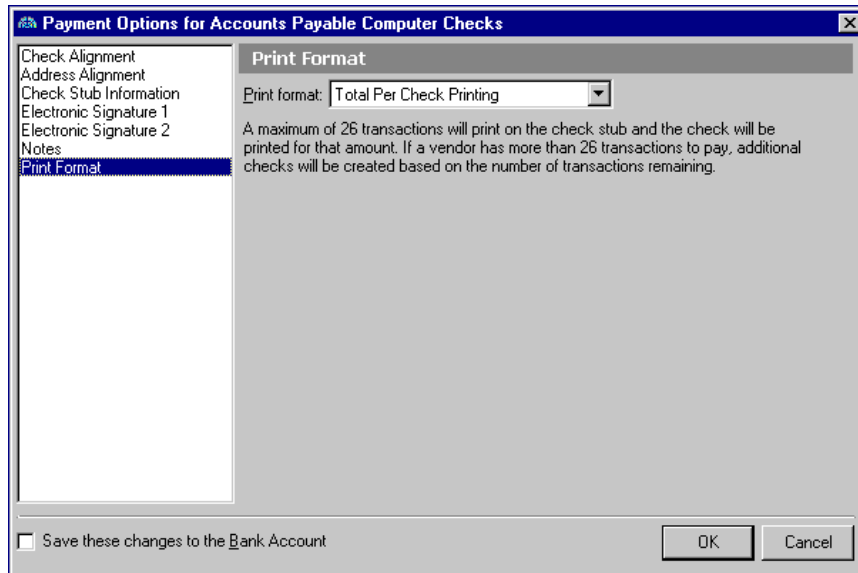 Payment Options for Accounts Payable Computer Checks
Check Alignment
Address Alignment
Check Stub Information
Electronic Signature 1
Electronic Signature 2
Notes
Print Format
Print Format
Print format: Total Per Check Printing
A maximum of 26 transactions will print on the check stub and the check will be
printed for that amount. If a vendor has more than 26 transactions to pay, additional
checks will be created based on the number of transactions remaining.
Save these changes to the Bank Account
OK
Cancel